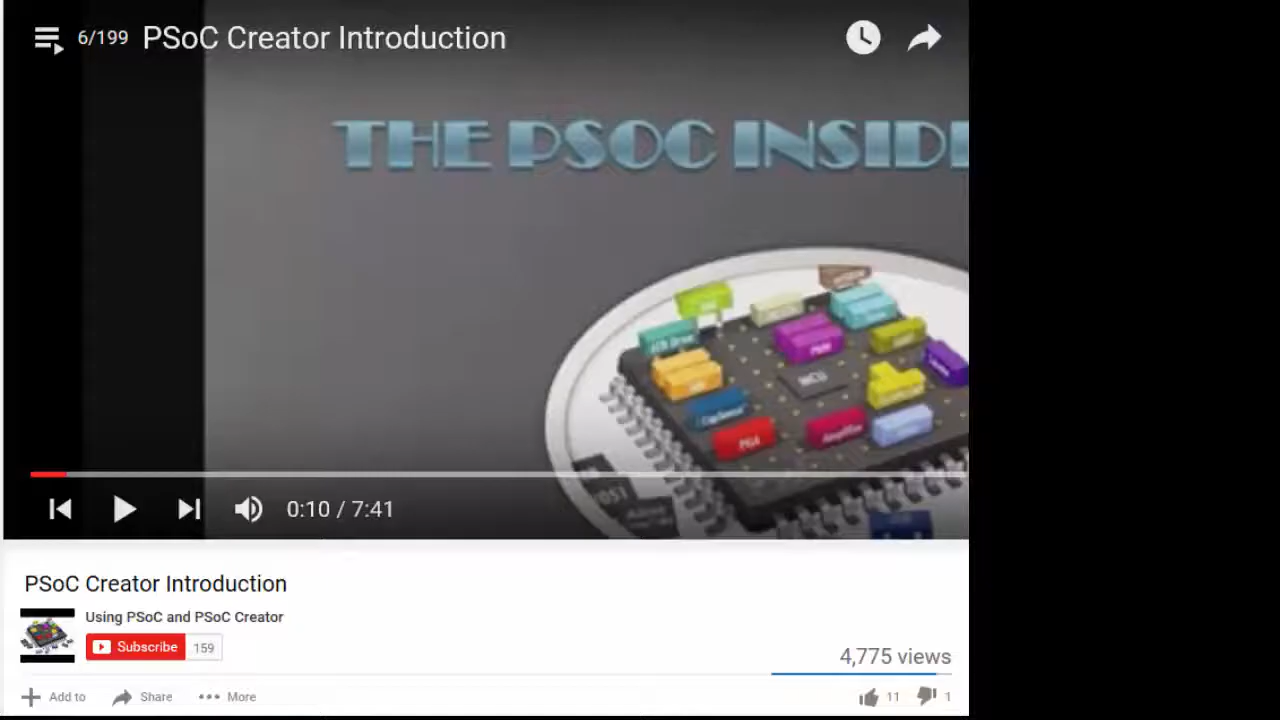 6/199 PSoC Creator Introduction
THE PSOC INSID
PWM
MCU
PGA
Amplifier
0:10 / 7:41
PSoC Creator Introduction
Using PSoC and PSoC Creator
Subscribe 159
4,775 views
Add to Share More 11 1